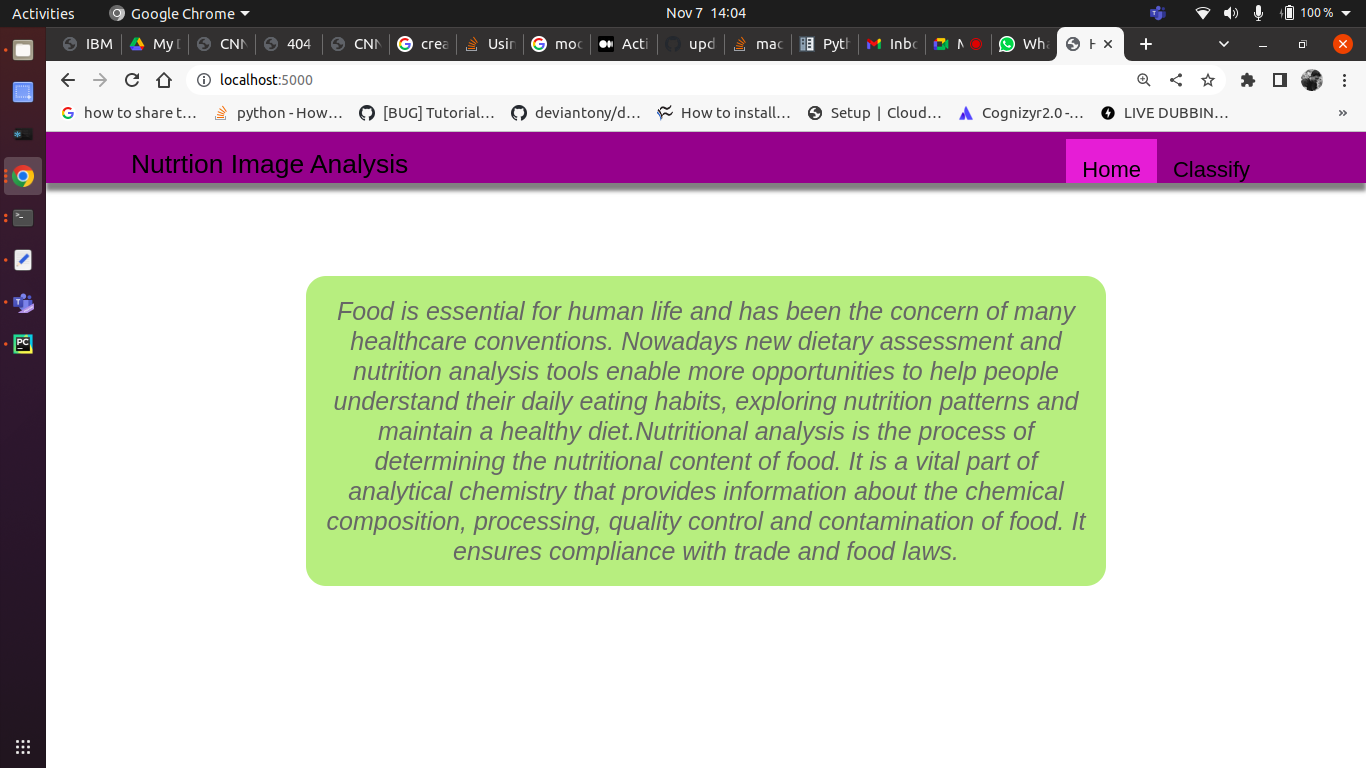 Activities
Google Chrome
Nov 7 14:04
100 %
IBM
My D
CNN
404
CNN
crea
Usin
moc
Acti
upd
mac
Pyth
Inbo
Wha
localhost:5000
how to share t…
python - How…
[BUG] Tutorial…
deviantony/d…
How to install…
Setup | Cloud…
Cognizyr2.0 -…
LIVE DUBBIN…
»
Nutrtion Image Analysis
Home
Classify
Food is essential for human life and has been the concern of many
healthcare conventions. Nowadays new dietary assessment and
nutrition analysis tools enable more opportunities to help people
understand their daily eating habits, exploring nutrition patterns and
maintain a healthy diet.Nutritional analysis is the process of
determining the nutritional content of food. It is a vital part of
analytical chemistry that provides information about the chemical
composition, processing, quality control and contamination of food. It
ensures compliance with trade and food laws.